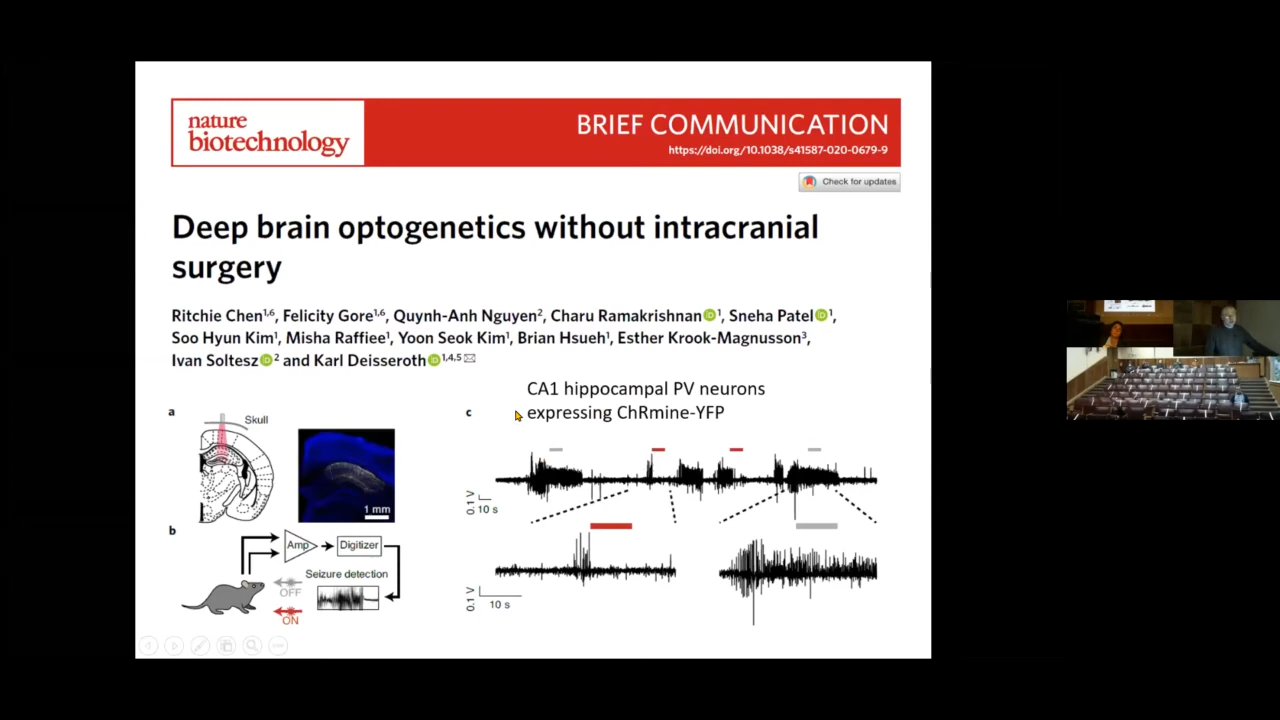 nature
biotechnology
BRIEF COMMUNICATION
https://doi.org/10.1038/s41587-020-0679-9
Check for updates
Deep brain optogenetics without intracranial
surgery
Ritchie Chen1,6, Felicity Gore1,6, Quynh-Anh Nguyen2, Charu Ramakrishnan1, Sneha Patel1,
Soo Hyun Kim1, Misha Raffiee1, Yoon Seok Kim1, Brian Hsueh1, Esther Krook-Magnuson3,
Ivan Soltesz2 and Karl Deisseroth1,4,5
CA1 hippocampal PV neurons
expressing ChRmine-YFP
a
Skull
1 mm
b
Amp
Digitizer
Seizure detection
OFF
ON
c
0.1 V
10 s
0.1 V
10 s